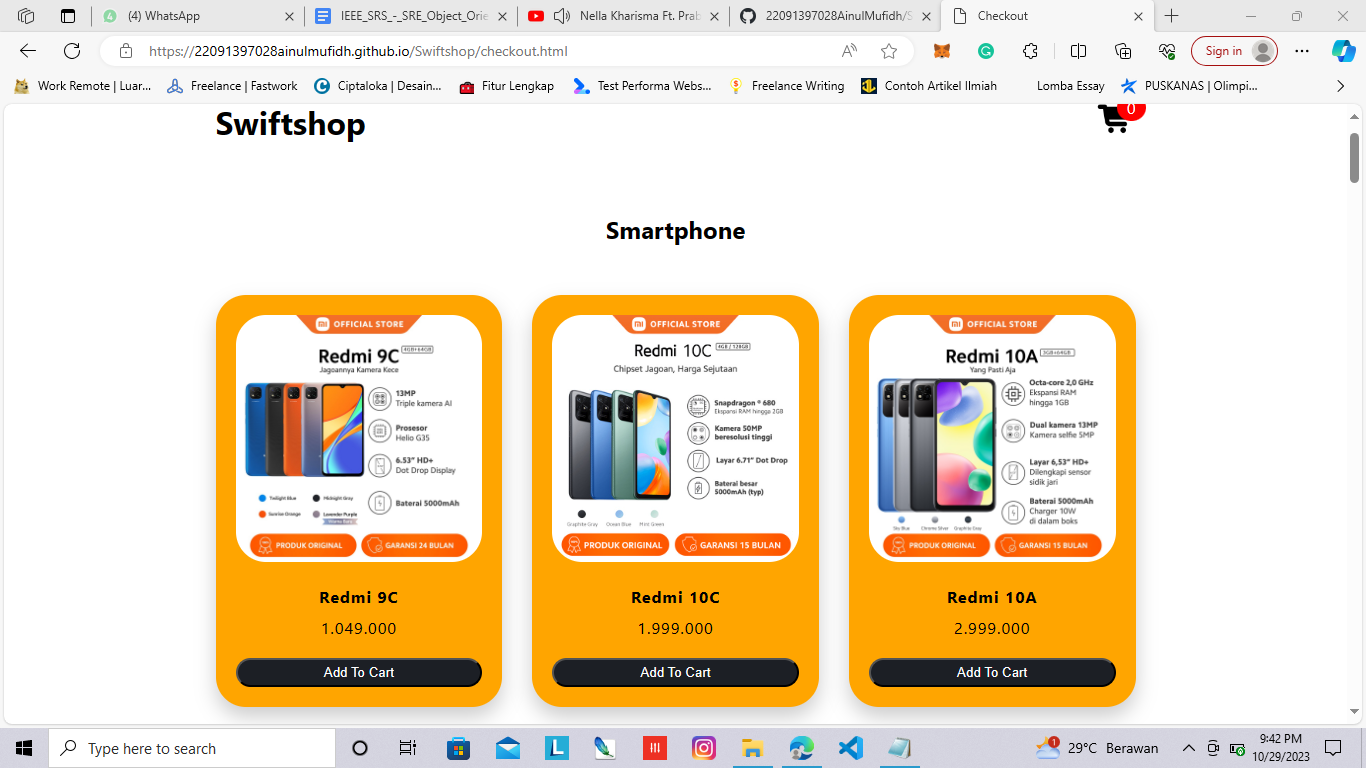 (4) WhatsApp
IEEE_SRS_-_SRE_Object_Orie
Nella Kharisma Ft. Prab
22091397028AinulMufidh/S
Checkout
https://22091397028ainulmufidh.github.io/Swiftshop/checkout.html
Sign in
Work Remote | Luar...
Freelance | Fastwork
Ciptaloka | Desain...
Fitur Lengkap
Test Performa Webs...
Freelance Writing
Contoh Artikel Ilmiah
Lomba Essay
PUSKANAS | Olimpi...
Swiftshop
0
Smartphone
mi OFFICIAL STORE
Redmi 9C 4GB+64GB
Jagoannya Kamera Kece
13MP
Triple kamera AI
Prosesor
Helio G35
6.53" HD+
Dot Drop Display
Baterai 5000mAh
Twilight Blue
Midnight Gray
Sunrise Orange
Lavender Purple
PRODUK ORIGINAL
GARANSI 24 BULAN
Redmi 9C
1.049.000
Add To Cart
mi OFFICIAL STORE
Redmi 10C 4GB / 128GB
Chipset Jagoan, Harga Sejutaan
Snapdragon ® 680
Ekspansi RAM hingga 2GB
Kamera 50MP
beresolusi tinggi
Layar 6.71" Dot Drop
Baterai besar
5000mAh (typ)
Graphite Gray
Ocean Blue
Mint Green
PRODUK ORIGINAL
GARANSI 15 BULAN
Redmi 10C
1.999.000
Add To Cart
mi OFFICIAL STORE
Redmi 10A 3GB+64GB
Yang Pasti Aja
Octa-core 2,0 GHz
Ekspansi RAM
hingga 1GB
Dual kamera 13MP
Kamera selfie 5MP
Layar 6,53" HD+
Dilengkapi sensor
sidik jari
Baterai 5000mAh
Charger 10W
di dalam boks
Sky Blue
Chrome Silver
Graphite Gray
PRODUK ORIGINAL
GARANSI 15 BULAN
Redmi 10A
2.999.000
Add To Cart
Type here to search
1
29°C Berawan
9:42 PM
10/29/2023